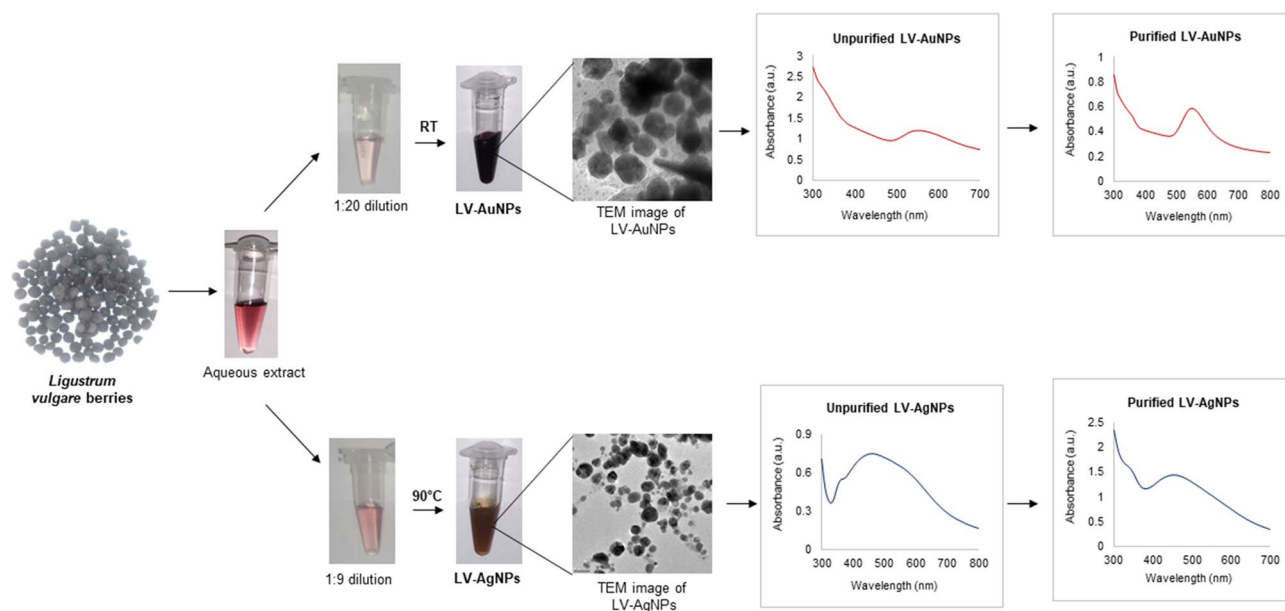 Ligustrum
vulgare berries
Aqueous extract
1:20 dilution
RT
LV-AuNPs
TEM image of
LV-AuNPs
Unpurified LV-AuNPs
Absorbance (a.u.)
3
2.5
2
1.5
1
0.5
0
300 400 500 600 700
Wavelength (nm)
Purified LV-AuNPs
Absorbance (a.u.)
1
0.8
0.6
0.4
0.2
0
300 400 500 600 700 800
Wavelength (nm)
1:9 dilution
90°C
LV-AgNPs
TEM image of
LV-AgNPs
Unpurified LV-AgNPs
Absorbance (a.u.)
0.9
0.6
0.3
0
300 400 500 600 700 800
Wavelength (nm)
Purified LV-AgNPs
Absorbance (a.u.)
2.5
2
1.5
1
0.5
0
300 400 500 600 700
Wavelength (nm)